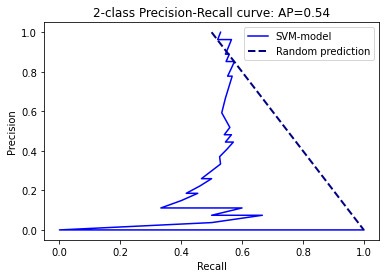 2-class Precision-Recall curve: AP=0.54
SVM-model
Random prediction
1.0
0.8
0.6
0.4
0.2
0.0
Precision
0.0 0.2 0.4 0.6 0.8 1.0
Recall